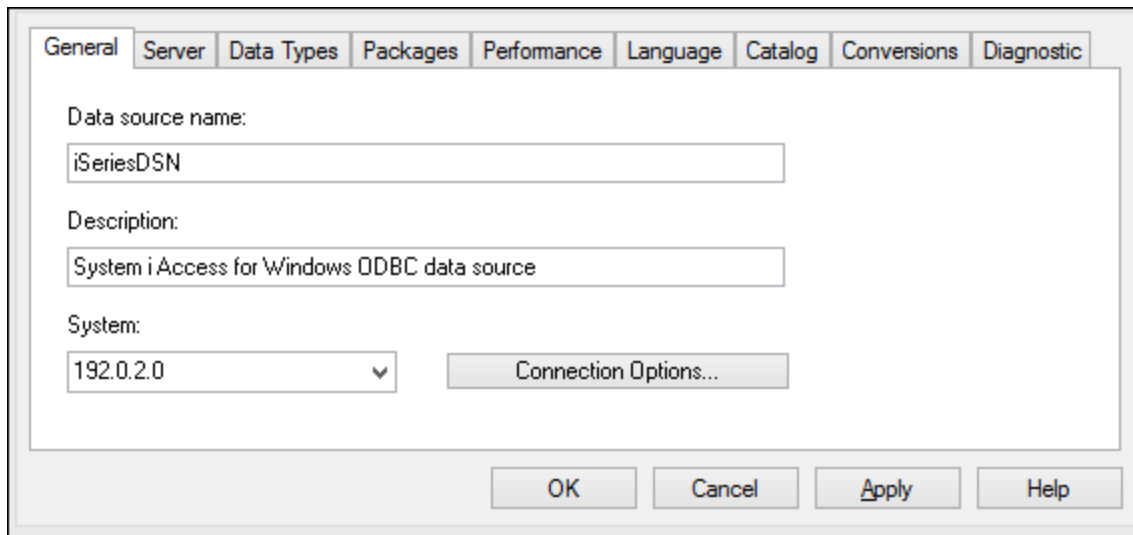 General Server Data Types Packages Performance Language Catalog Conversions Diagnostic
Data source name:
iSeriesDSN
Description:
System i Access for Windows ODBC data source
System:
192.0.2.0 Connection Options...
OK Cancel Apply Help